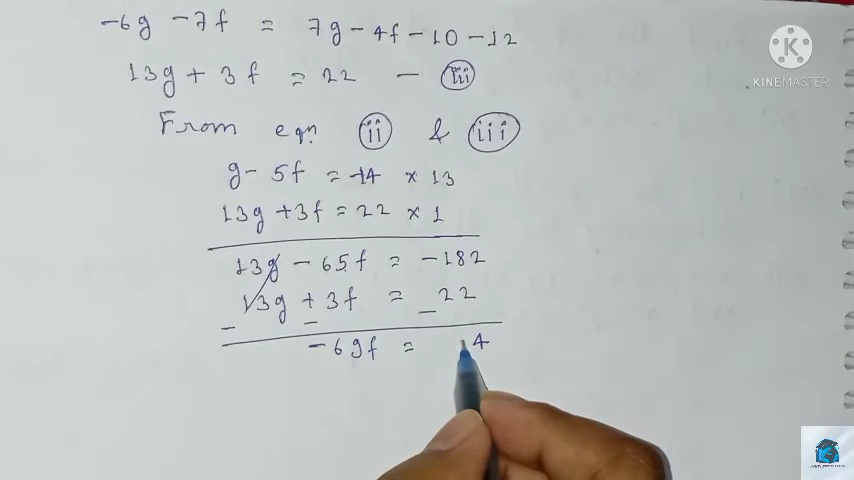 -6g - 7f = 7g - 4f - 10 - 12
13g + 3f = 22 - (iii)
From eqn. (ii) & (iii)
g - 5f = -14 × 13
13g + 3f = 22 × 1
13g - 65f = -182
13g + 3f = 22
- - -
-69f = 4
KINEMASTER